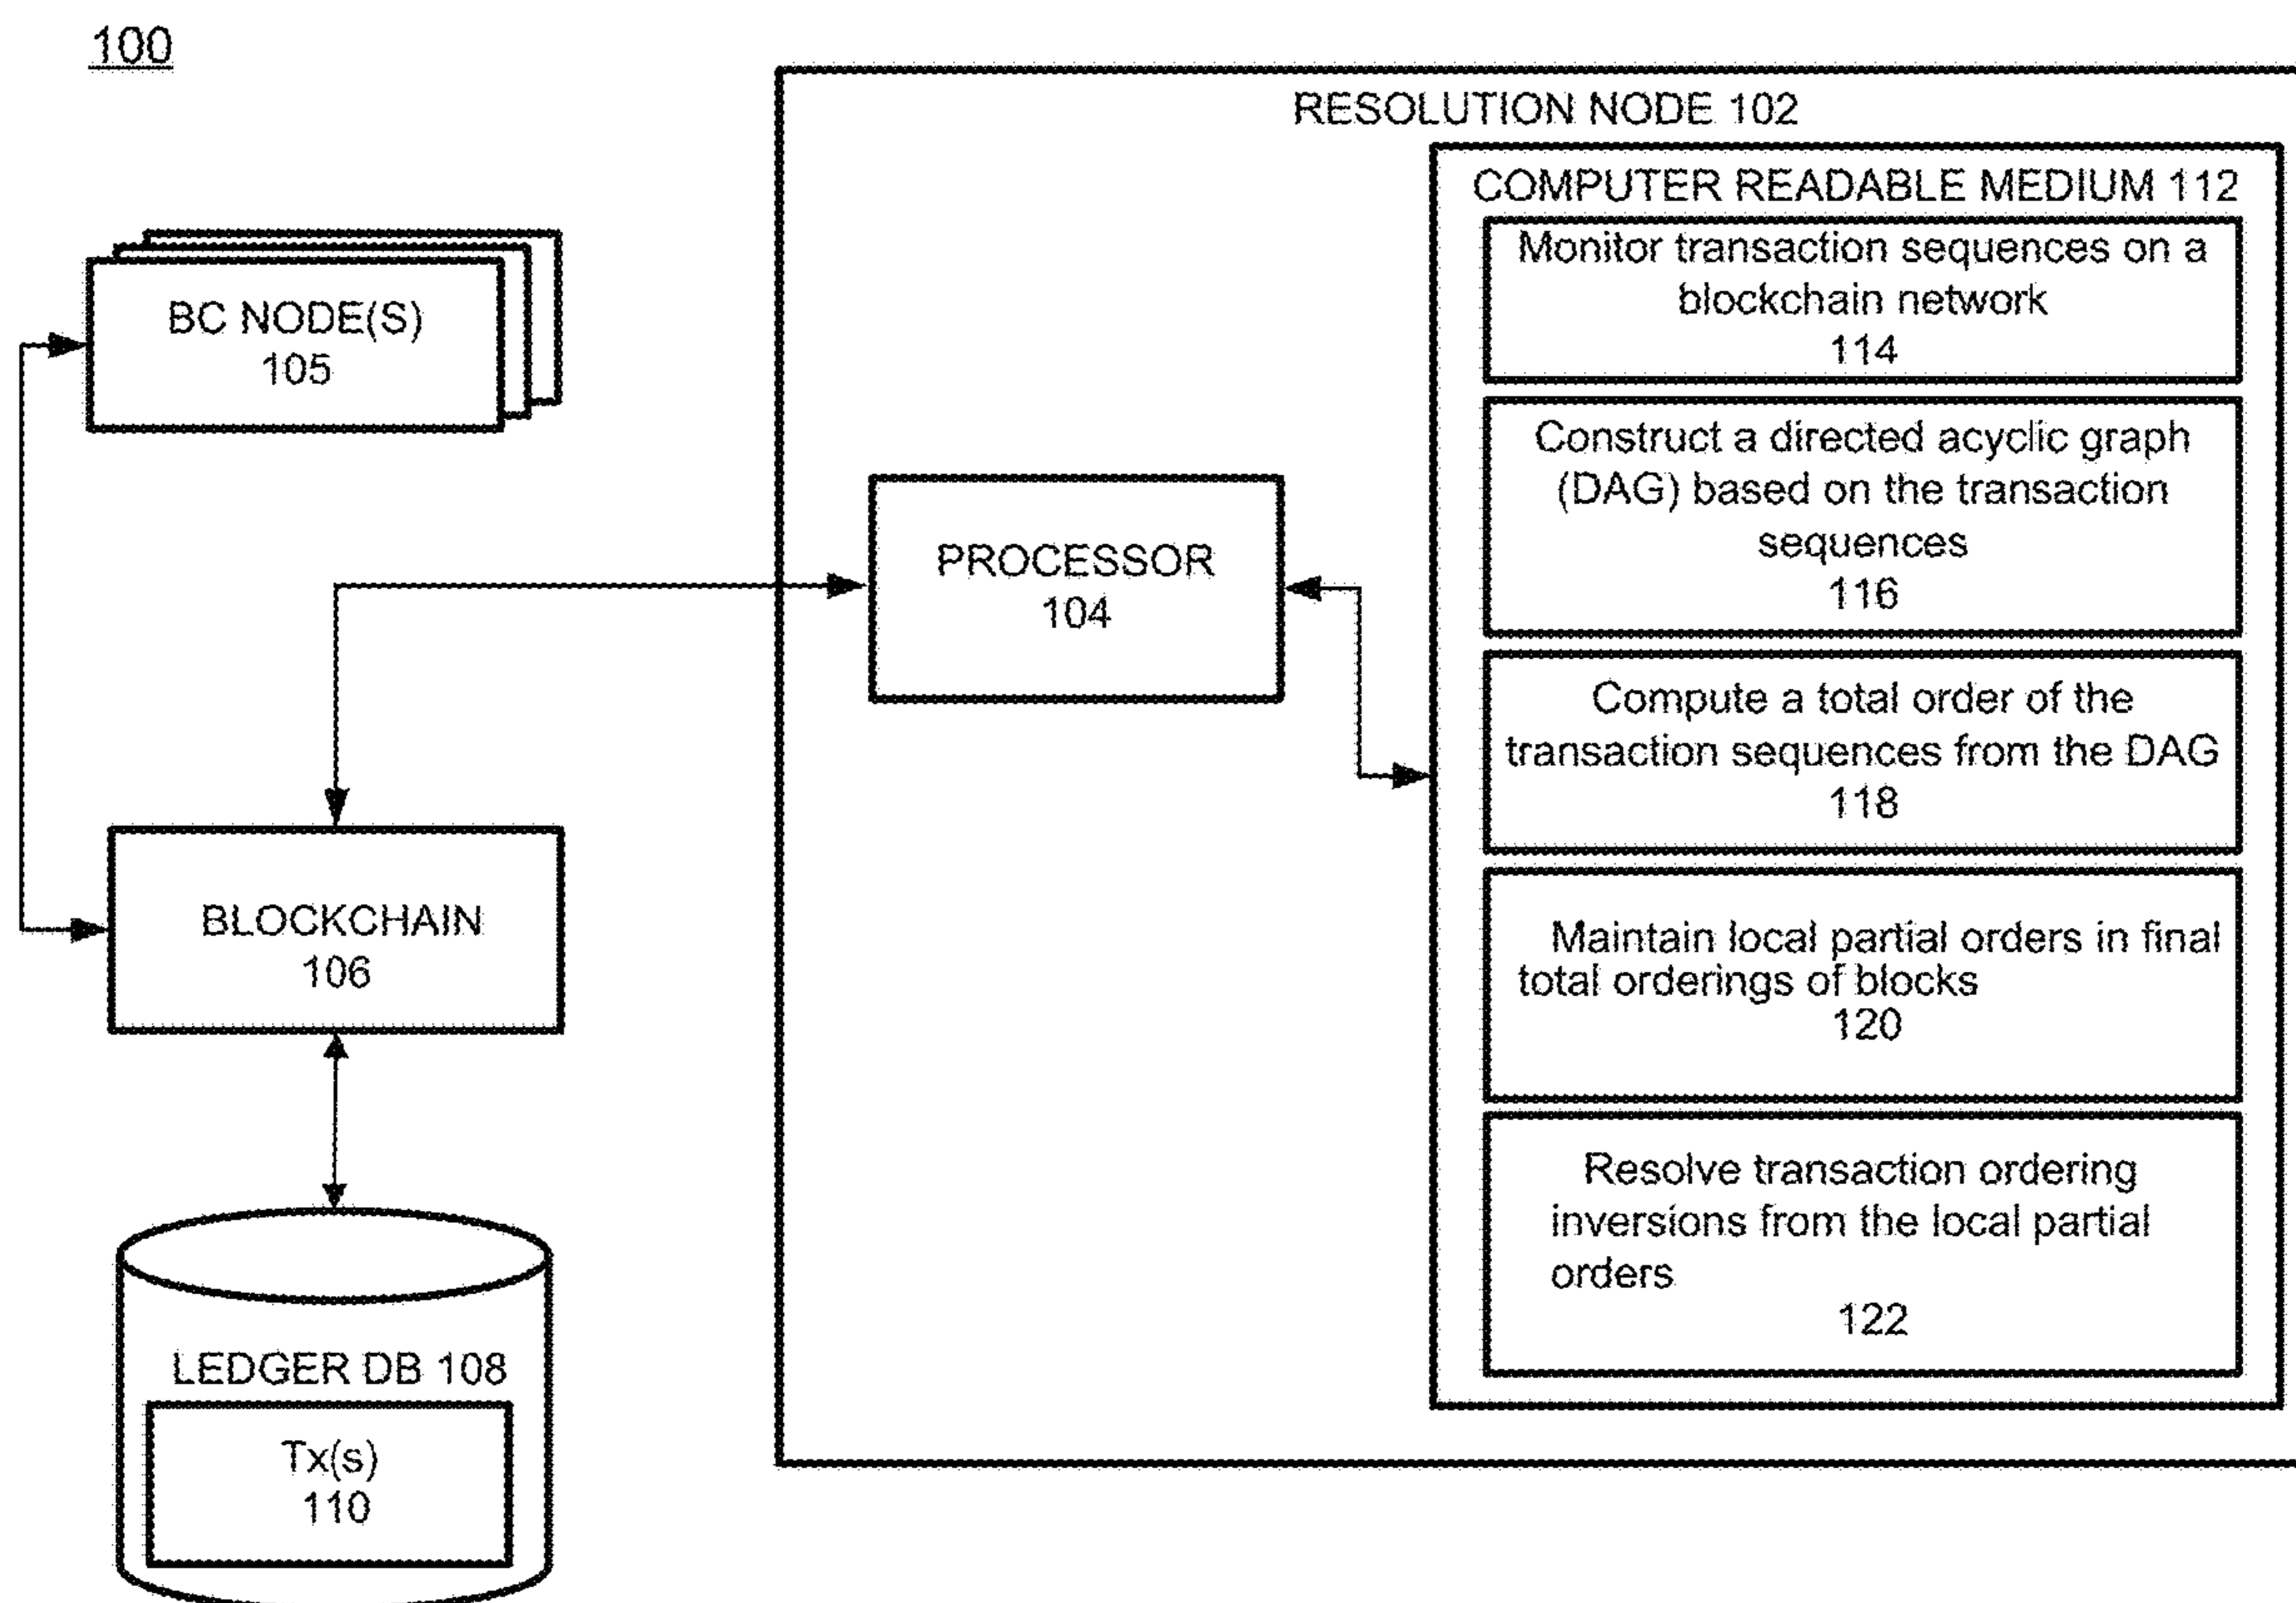 100
RESOLUTION NODE 102
COMPUTER READABLE MEDIUM 112
Monitor transaction sequences on a
blockchain network
114
Construct a directed acyclic graph
(DAG) based on the transaction
sequences
116
Compute a total order of the
transaction sequences from the DAG
118
Maintain local partial orders in final
total orderings of blocks
120
Resolve transaction ordering
inversions from the local partial
orders
122
PROCESSOR
104
BC NODE(S)
105
BLOCKCHAIN
106
LEDGER DB 108
Tx(s)
110